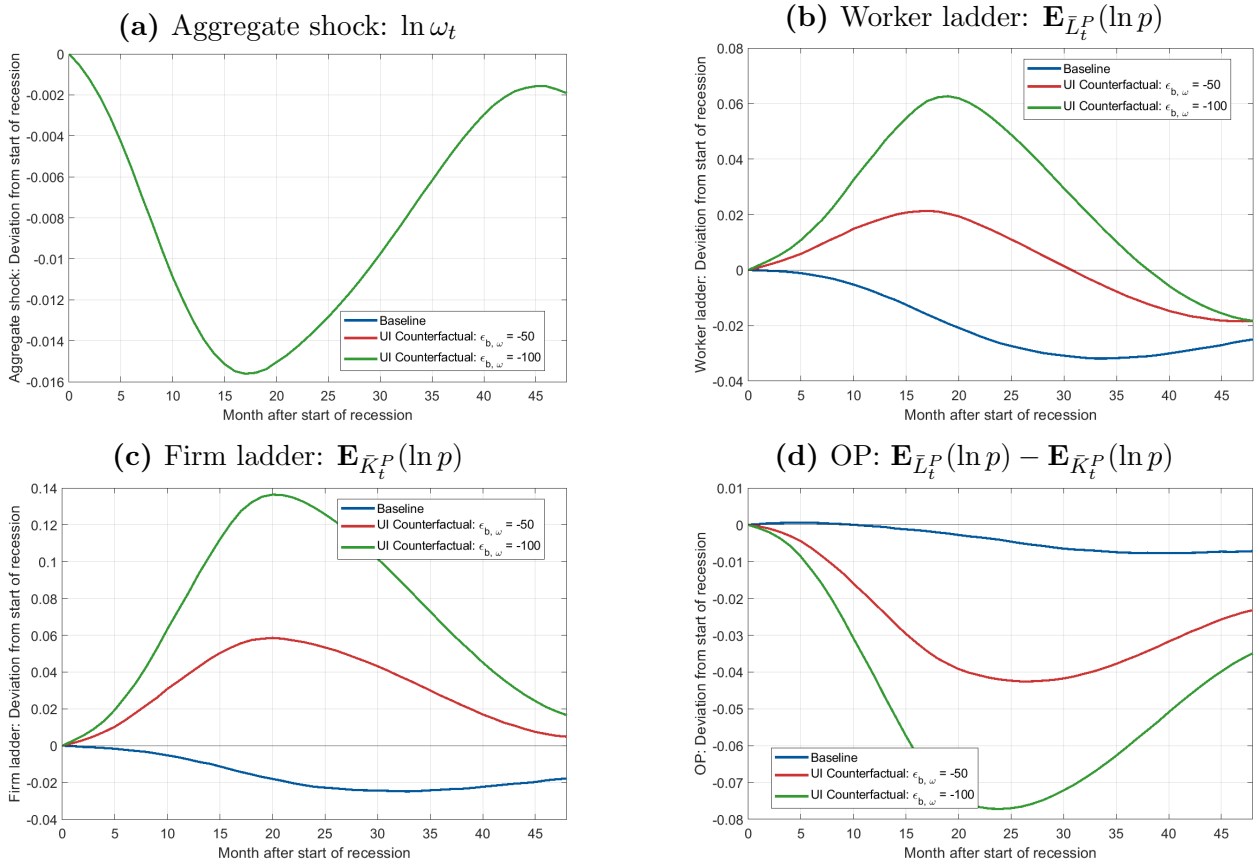 (a) Aggregate shock: ln ω_t
Aggregate shock: Deviation from start of recession
0
-0.002
-0.004
-0.006
-0.008
-0.01
-0.012
-0.014
-0.016
Baseline
UI Counterfactual: ϵ_{b, ω} = -50
UI Counterfactual: ϵ_{b, ω} = -100
0 5 10 15 20 25 30 35 40 45
Month after start of recession
(b) Worker ladder: E_{L̄_t^P}(ln p)
Worker ladder: Deviation from start of recession
0.08
0.06
0.04
0.02
0
-0.02
-0.04
Baseline
UI Counterfactual: ϵ_{b, ω} = -50
UI Counterfactual: ϵ_{b, ω} = -100
0 5 10 15 20 25 30 35 40 45
Month after start of recession
(c) Firm ladder: E_{K̄_t^P}(ln p)
Firm ladder: Deviation from start of recession
0.14
0.12
0.1
0.08
0.06
0.04
0.02
0
-0.02
-0.04
Baseline
UI Counterfactual: ϵ_{b, ω} = -50
UI Counterfactual: ϵ_{b, ω} = -100
0 5 10 15 20 25 30 35 40 45
Month after start of recession
(d) OP: E_{L̄_t^P}(ln p) − E_{K̄_t^P}(ln p)
OP: Deviation from start of recession
0.01
0
-0.01
-0.02
-0.03
-0.04
-0.05
-0.06
-0.07
-0.08
Baseline
UI Counterfactual: ϵ_{b, ω} = -50
UI Counterfactual: ϵ_{b, ω} = -100
0 5 10 15 20 25 30 35 40 45
Month after start of recession